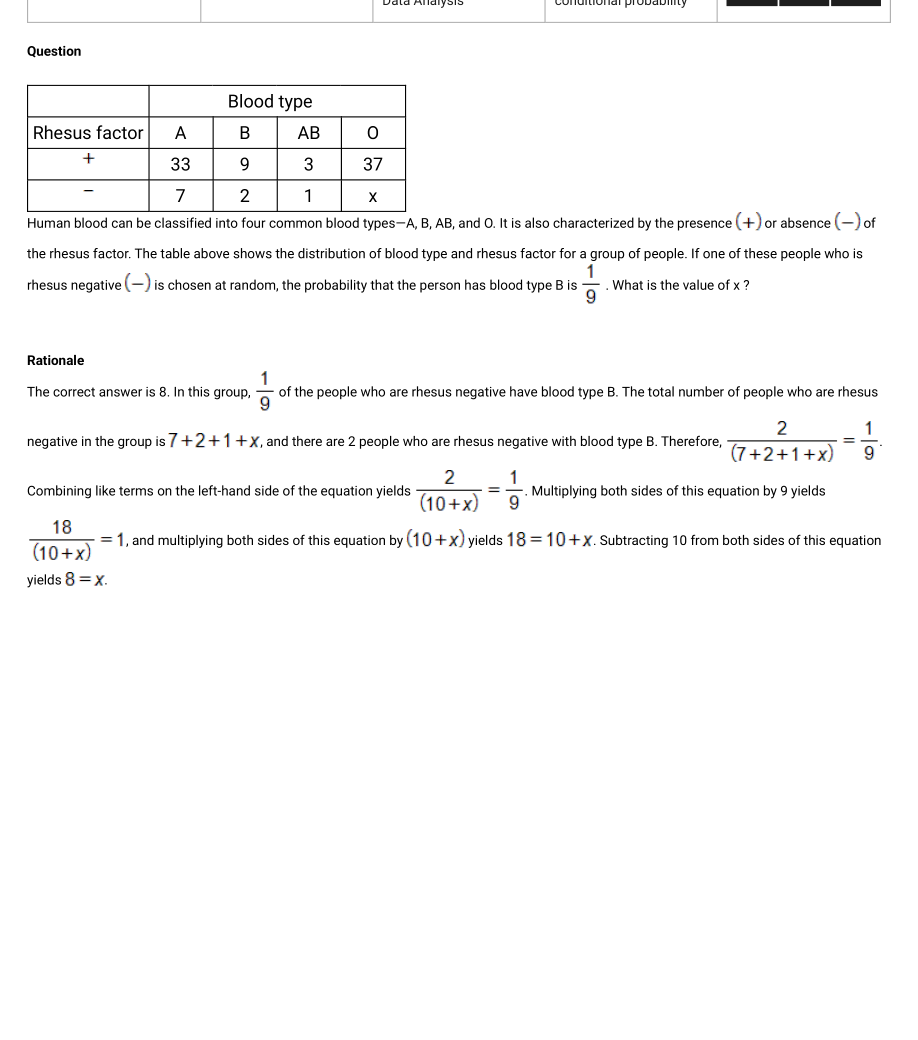 Data Analysis conditional probability
Question
Blood type
Rhesus factor A B AB O
+ 33 9 3 37
− 7 2 1 x
Human blood can be classified into four common blood types—A, B, AB, and O. It is also characterized by the presence (+) or absence (−) of
the rhesus factor. The table above shows the distribution of blood type and rhesus factor for a group of people. If one of these people who is
rhesus negative (−) is chosen at random, the probability that the person has blood type B is 1/9 . What is the value of x ?
Rationale
The correct answer is 8. In this group, 1/9 of the people who are rhesus negative have blood type B. The total number of people who are rhesus
negative in the group is 7+2+1+x, and there are 2 people who are rhesus negative with blood type B. Therefore, 2/(7+2+1+x) = 1/9.
Combining like terms on the left-hand side of the equation yields 2/(10+x) = 1/9. Multiplying both sides of this equation by 9 yields
18/(10+x) = 1, and multiplying both sides of this equation by (10+x) yields 18=10+x. Subtracting 10 from both sides of this equation
yields 8=x.